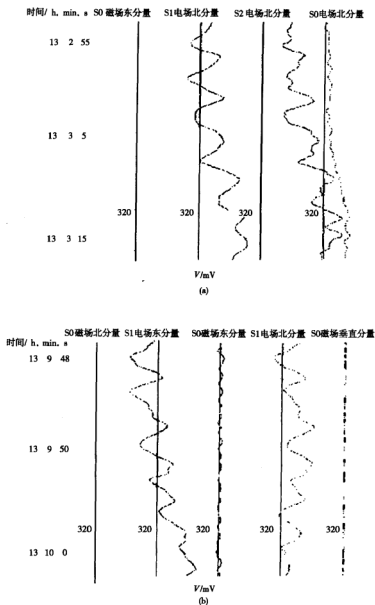 时间/ h. min. s S0 磁场东分量 S1电场北分量 S2 电场北分量 S0电场北分量
13 2 55
13 3 5
320 320 320 320
13 3 15
V/mV
(a)
S0磁场北分量 S1电场东分量 S0磁场东分量 S1电场北分量 S0磁场垂直分量
时间/ h. min. s
13 9 48
13 9 50
320 320 320 320 320
13 10 0
V/mV
(b)